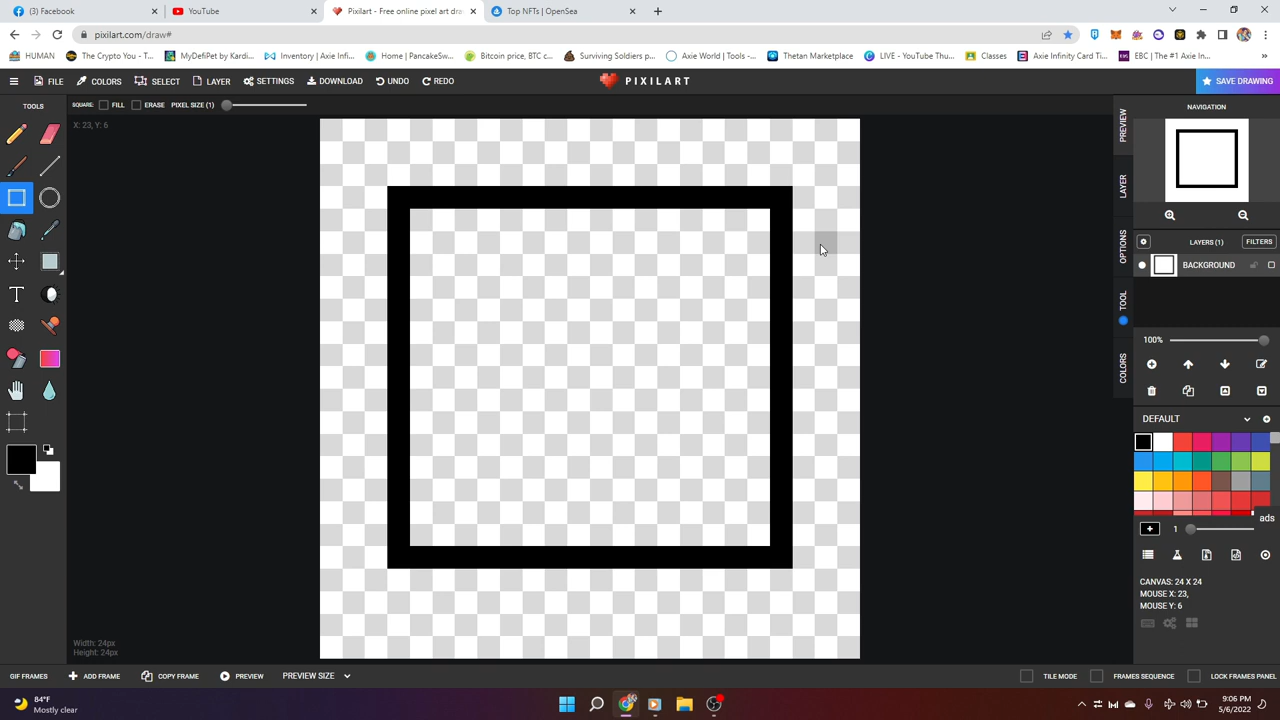 (3) Facebook
YouTube
Pixilart - Free online pixel art dra
Top NFTs | OpenSea
pixilart.com/draw#
HUMAN
The Crypto You - T...
MyDefiPet by Kardi...
Inventory | Axie Infi...
Home | PancakeSw...
Bitcoin price, BTC c...
Surviving Soldiers p...
Axie World | Tools -...
Thetan Marketplace
LIVE - YouTube Thu...
Classes
Axie Infinity Card Ti...
EBC | The #1 Axie In...
FILE
COLORS
SELECT
LAYER
SETTINGS
DOWNLOAD
UNDO
REDO
PIXILART
SAVE DRAWING
TOOLS
SQUARE:
FILL
ERASE
PIXEL SIZE (1)
NAVIGATION
X: 23, Y: 6
PREVIEW
LAYER
OPTIONS
TOOL
COLORS
LAYERS (1)
FILTERS
BACKGROUND
100%
DEFAULT
ads
1
CANVAS: 24 X 24
MOUSE X: 23,
MOUSE Y: 6
Width: 24px
Height: 24px
GIF FRAMES
ADD FRAME
COPY FRAME
PREVIEW
PREVIEW SIZE
TILE MODE
FRAMES SEQUENCE
LOCK FRAMES PANEL
84°F
Mostly clear
9:06 PM
5/6/2022